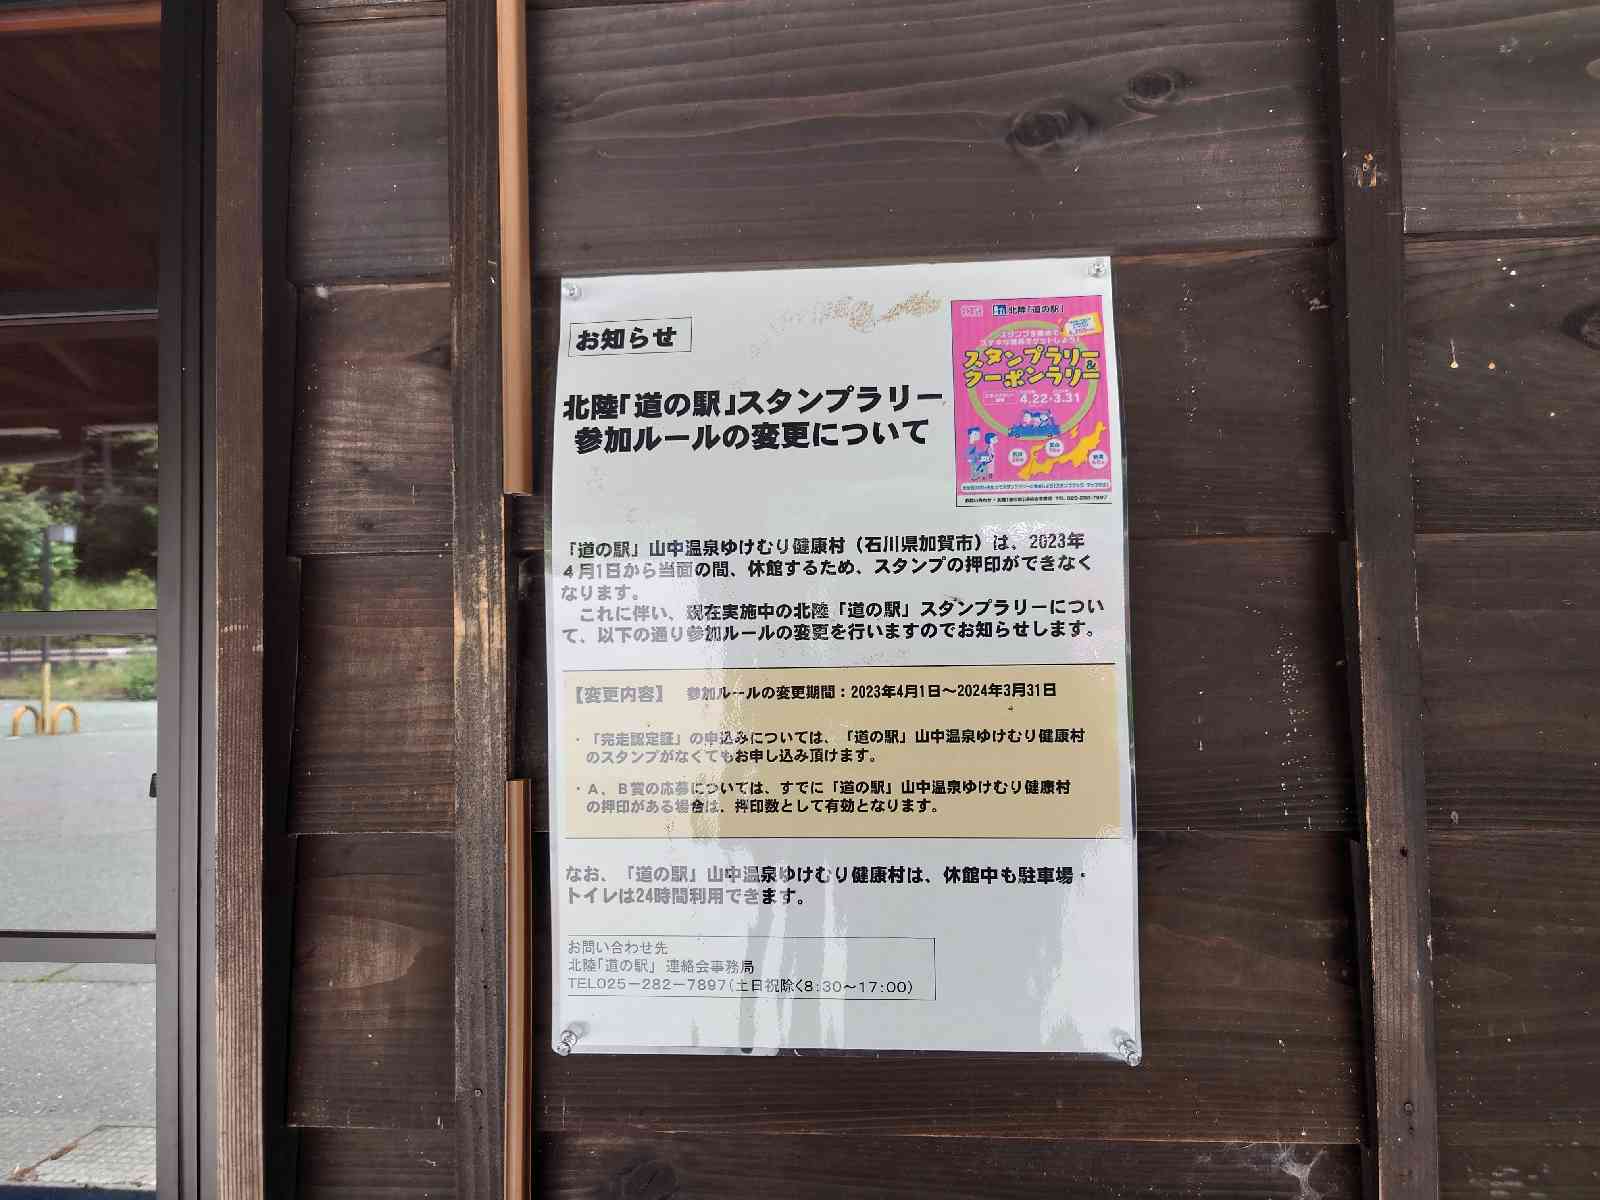 お知らせ
北陸「道の駅」スタンプラリー
参加ルールの変更について
北陸「道の駅」
スタンプラリー
&
クーポンラリー
4.22-3.31
「道の駅」山中温泉ゆけむり健康村（石川県加賀市）は、2023年
４月1日から当面の間、休館するため、スタンプの押印ができなく
なります。
これに伴い、現在実施中の北陸「道の駅」スタンプラリーについ
て、以下の通り参加ルールの変更を行いますのでお知らせします。
【変更内容】 参加ルールの変更期間：2023年4月1日～2024年3月31日
・「完走認定証」の申込みについては、「道の駅」山中温泉ゆけむり健康村
のスタンプがなくてもお申し込み頂けます。
・Ａ、Ｂ賞の応募については、すでに「道の駅」山中温泉ゆけむり健康村
の押印がある場合は、押印数として有効となります。
なお、「道の駅」山中温泉ゆけむり健康村は、休館中も駐車場・
トイレは24時間利用できます。
お問い合わせ先
北陸「道の駅」 連絡会事務局
TEL025－282－7897（土日祝除く8:30～17:00）